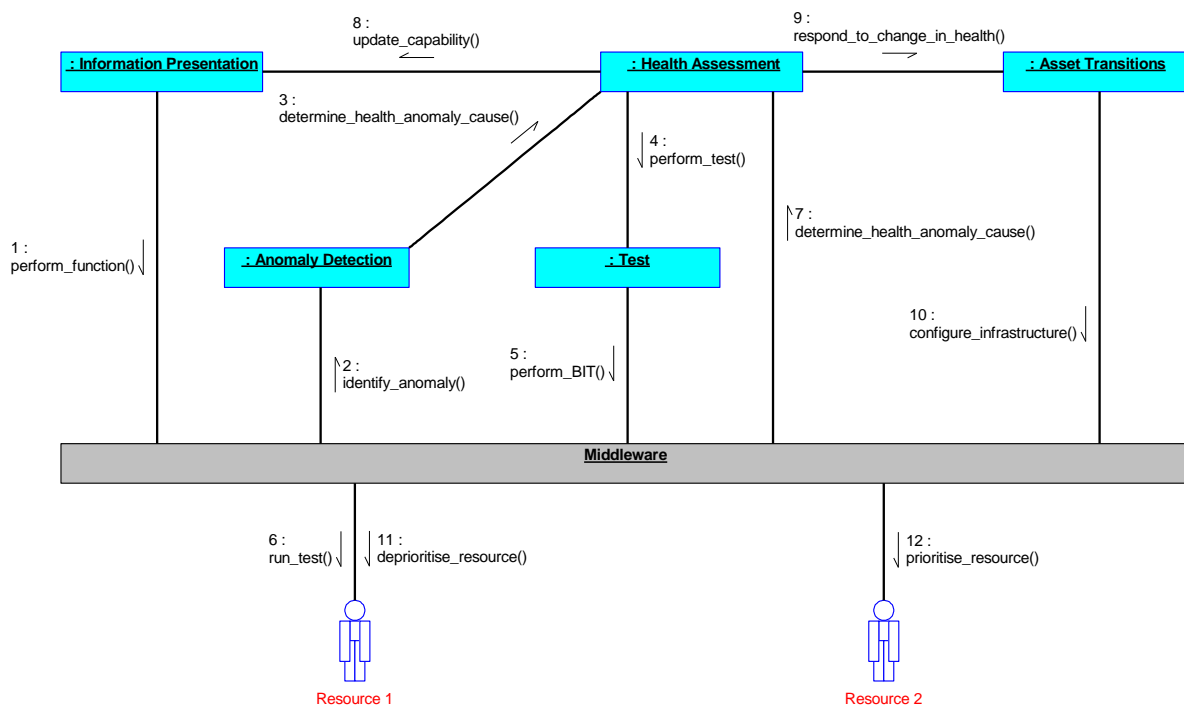 8 :
update_capability()
9 :
respond_to_change_in_health()
: Information Presentation
: Health Assessment
: Asset Transitions
3 :
determine_health_anomaly_cause()
4 :
perform_test()
7 :
determine_health_anomaly_cause()
1 :
perform_function()
: Anomaly Detection
: Test
10 :
configure_infrastructure()
2 :
identify_anomaly()
5 :
perform_BIT()
Middleware
6 :
run_test()
11 :
deprioritise_resource()
12 :
prioritise_resource()
Resource 1
Resource 2